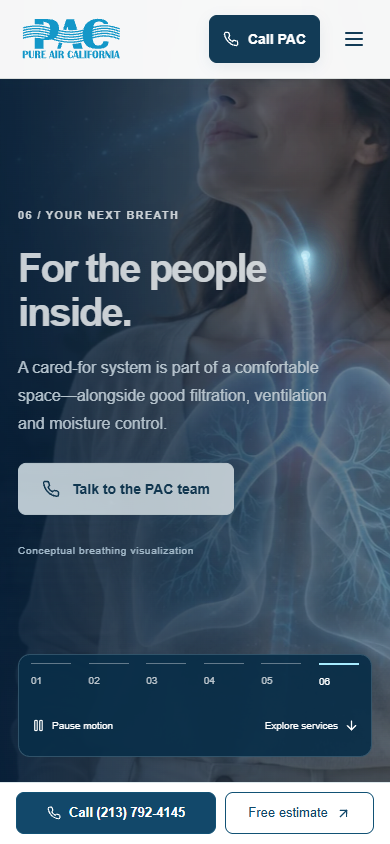 PAC
PURE AIR CALIFORNIA
Call PAC
06 / YOUR NEXT BREATH
For the people
inside.
A cared-for system is part of a comfortable
space—alongside good filtration, ventilation
and moisture control.
Talk to the PAC team
Conceptual breathing visualization
01 02 03 04 05 06
Pause motion Explore services
Call (213) 792-4145 Free estimate